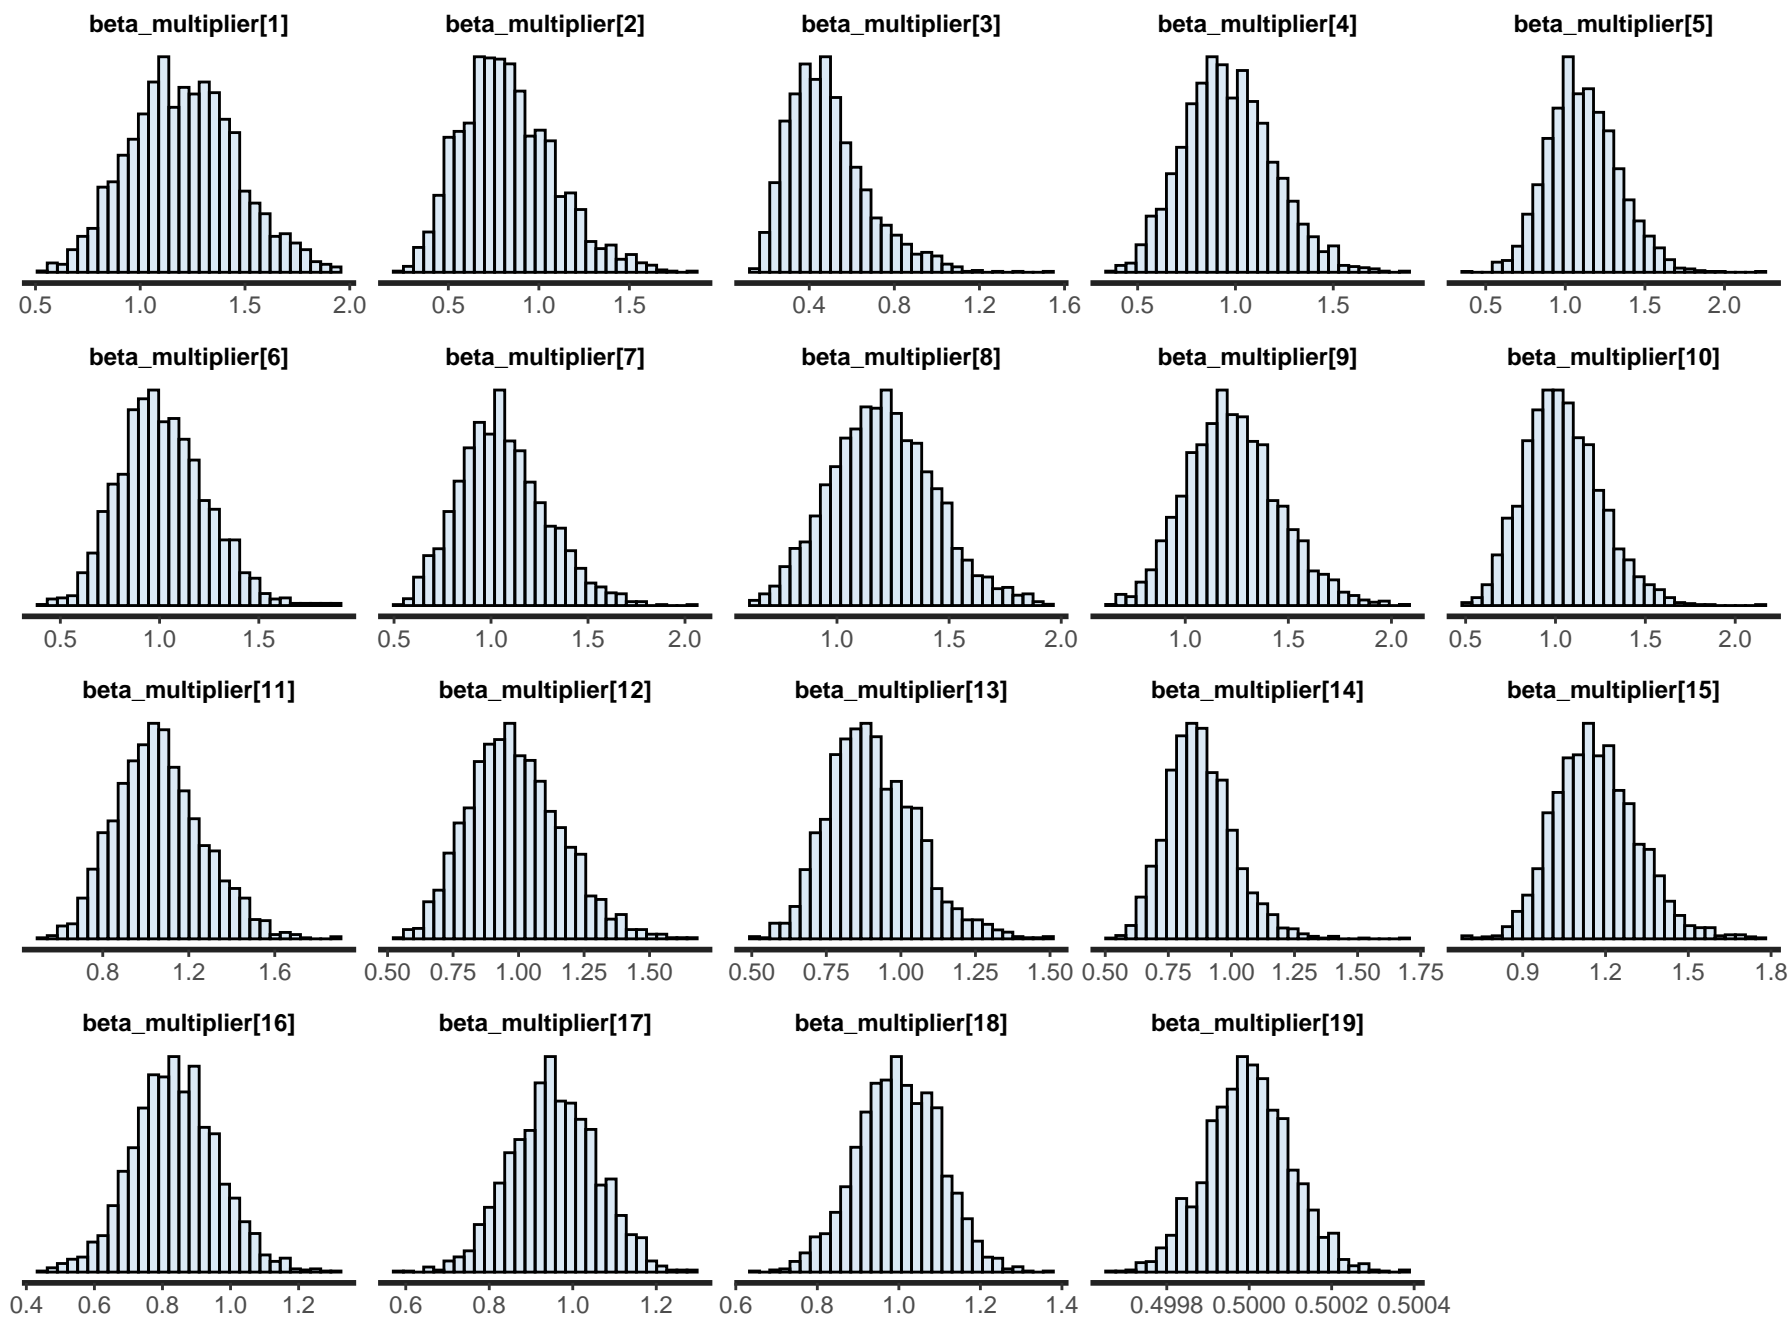 beta_multiplier[1] beta_multiplier[2] beta_multiplier[3] beta_multiplier[4] beta_multiplier[5]
0.5 1.0 1.5 2.0 0.5 1.0 1.5 0.4 0.8 1.2 1.6 0.5 1.0 1.5 0.5 1.0 1.5 2.0
beta_multiplier[6] beta_multiplier[7] beta_multiplier[8] beta_multiplier[9] beta_multiplier[10]
0.5 1.0 1.5 0.5 1.0 1.5 2.0 1.0 1.5 2.0 1.0 1.5 2.0 0.5 1.0 1.5 2.0
beta_multiplier[11] beta_multiplier[12] beta_multiplier[13] beta_multiplier[14] beta_multiplier[15]
0.8 1.2 1.6 0.50 0.75 1.00 1.25 1.50 0.50 0.75 1.00 1.25 1.50 0.50 0.75 1.00 1.25 1.50 1.75 0.9 1.2 1.5 1.8
beta_multiplier[16] beta_multiplier[17] beta_multiplier[18] beta_multiplier[19]
0.4 0.6 0.8 1.0 1.2 0.6 0.8 1.0 1.2 0.6 0.8 1.0 1.2 1.4 0.4998 0.5000 0.5002 0.5004